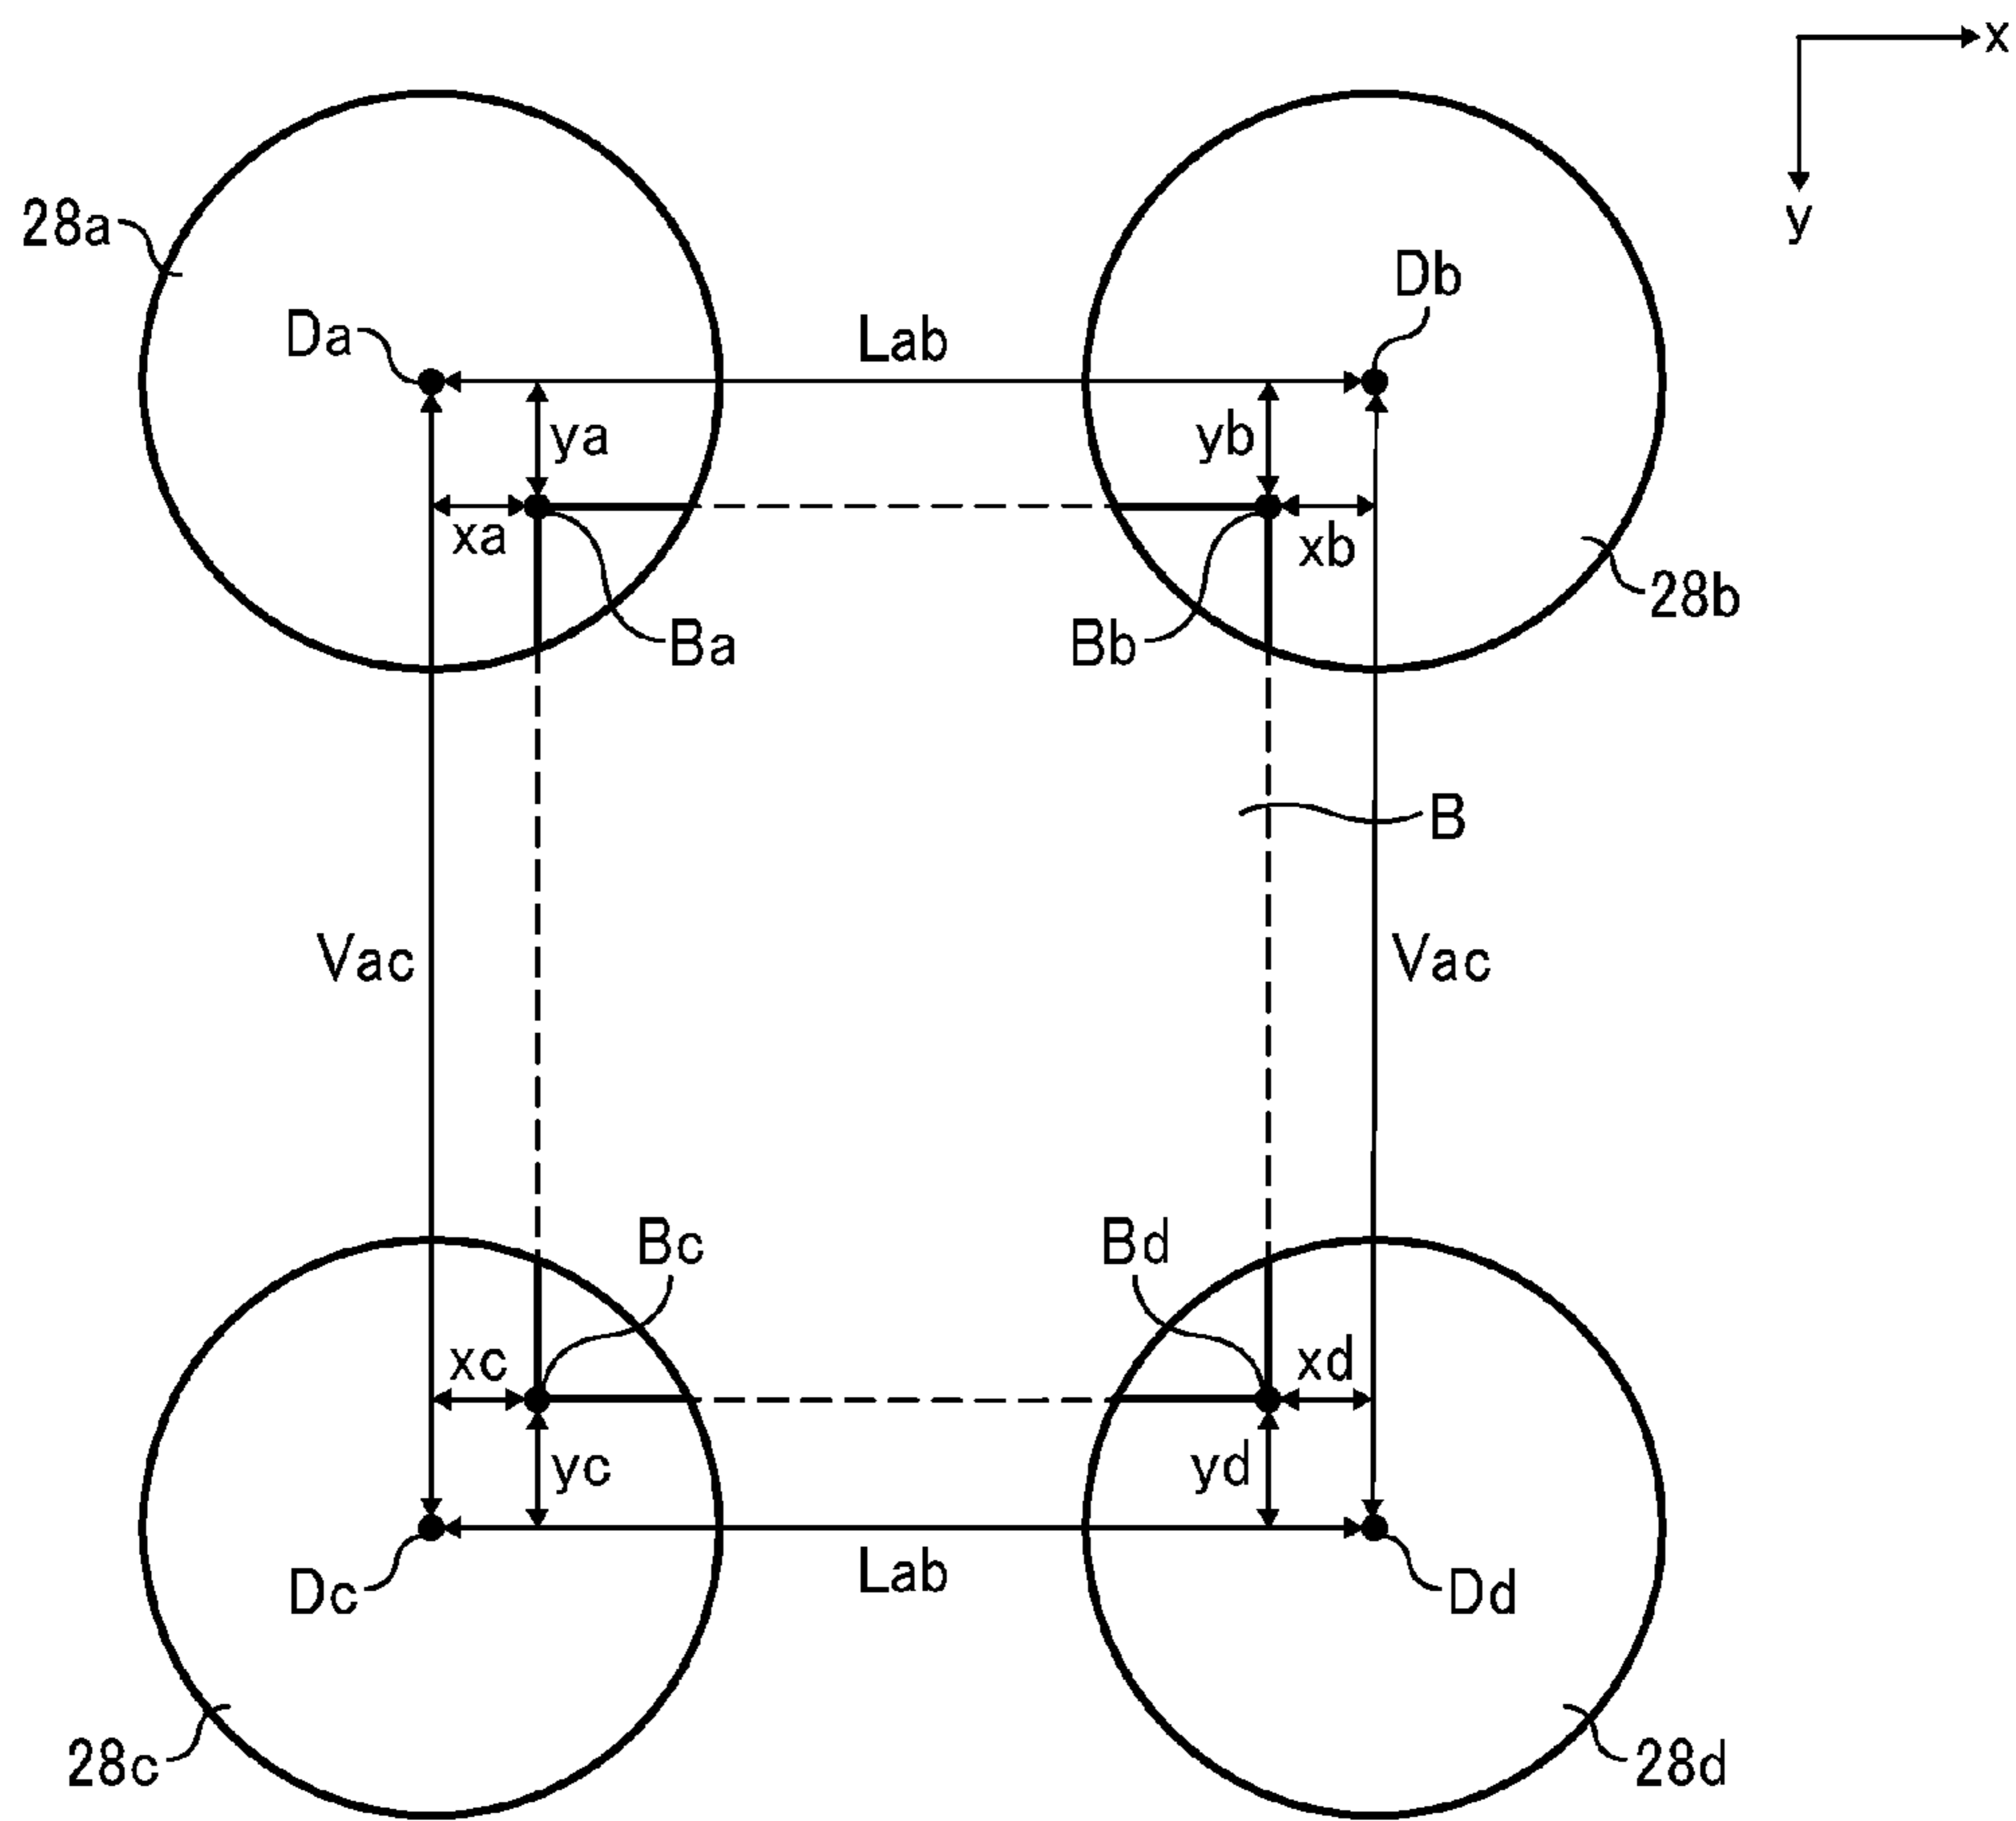 x
y
28a
Da
Db
Lab
ya
yb
xa
xb
28b
Ba
Bb
B
Vac
Vac
Bc
Bd
xc
xd
yc
yd
Dc
Lab
Dd
28c
28d